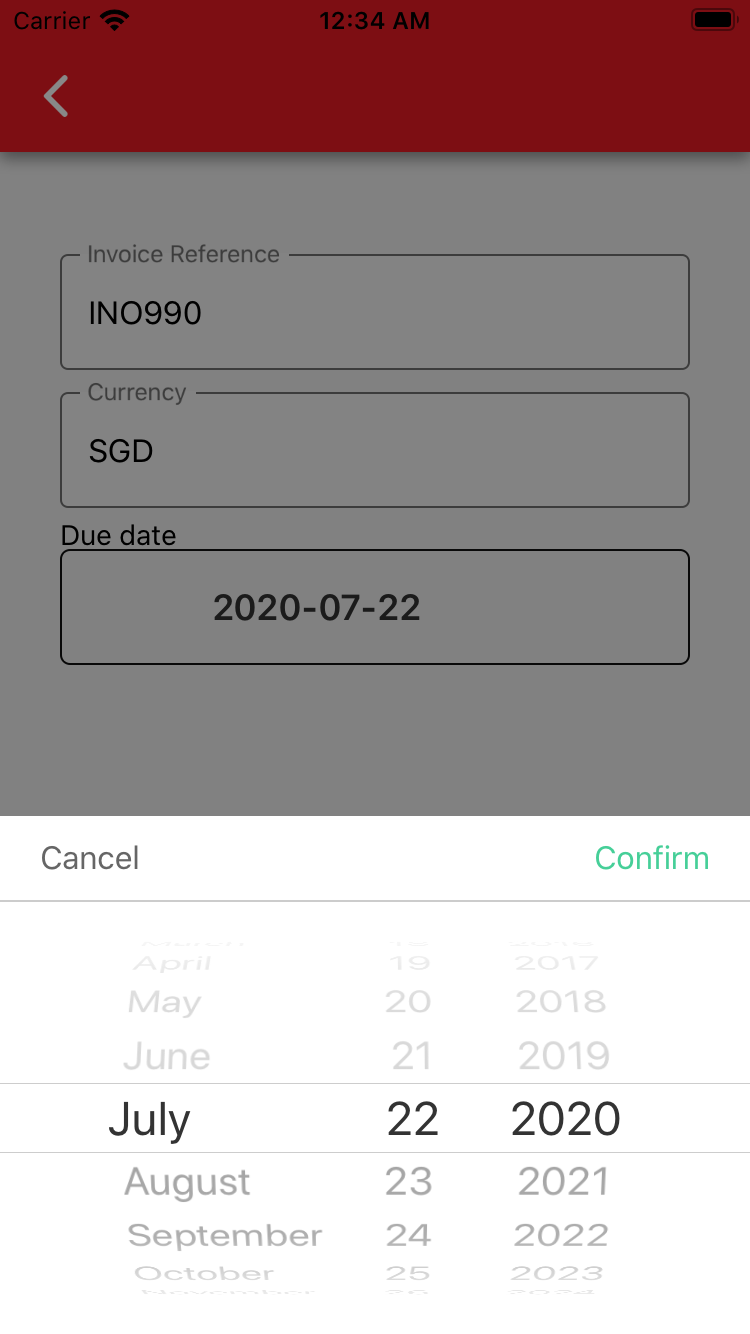 Carrier 12:34 AM
Invoice Reference
INO990
Currency
SGD
Due date
2020-07-22
Cancel Confirm
April 19 2017
May 20 2018
June 21 2019
July 22 2020
August 23 2021
September 24 2022
October 25 2023